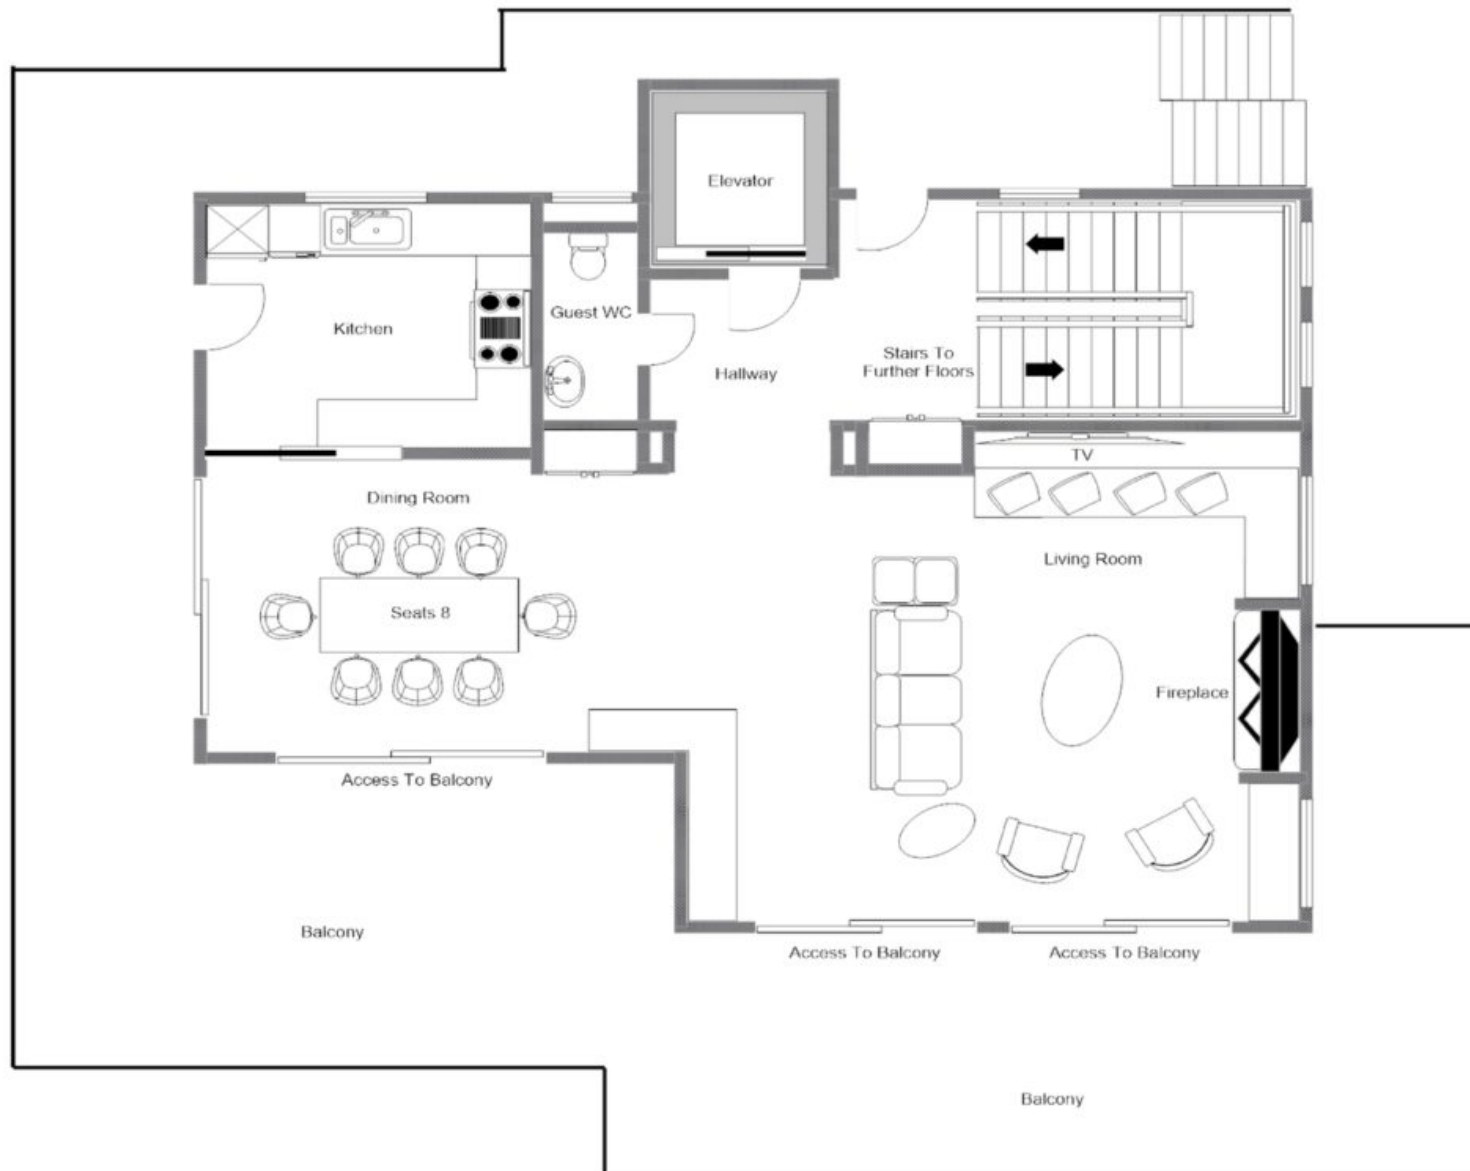 Elevator
Guest WC
Kitchen
Hallway
Stairs To
Further Floors
TV
Dining Room
Living Room
Seats 8
Fireplace
Access To Balcony
Balcony
Access To Balcony
Access To Balcony
Balcony